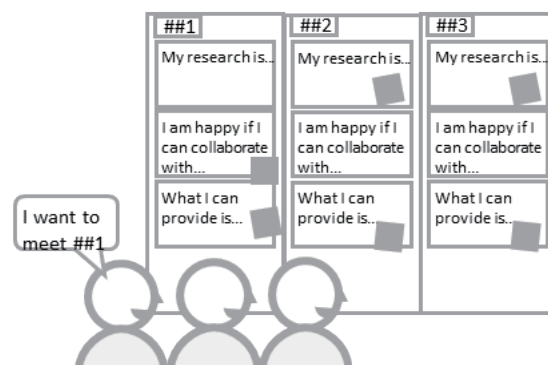 ##1
My research is...
I am happy if I
can collaborate
with...
What I can
provide is...
##2
My research is...
I am happy if I
can collaborate
with...
What I can
provide is...
##3
My research is...
I am happy if I
can collaborate
with...
What I can
provide is...
I want to
meet ##1